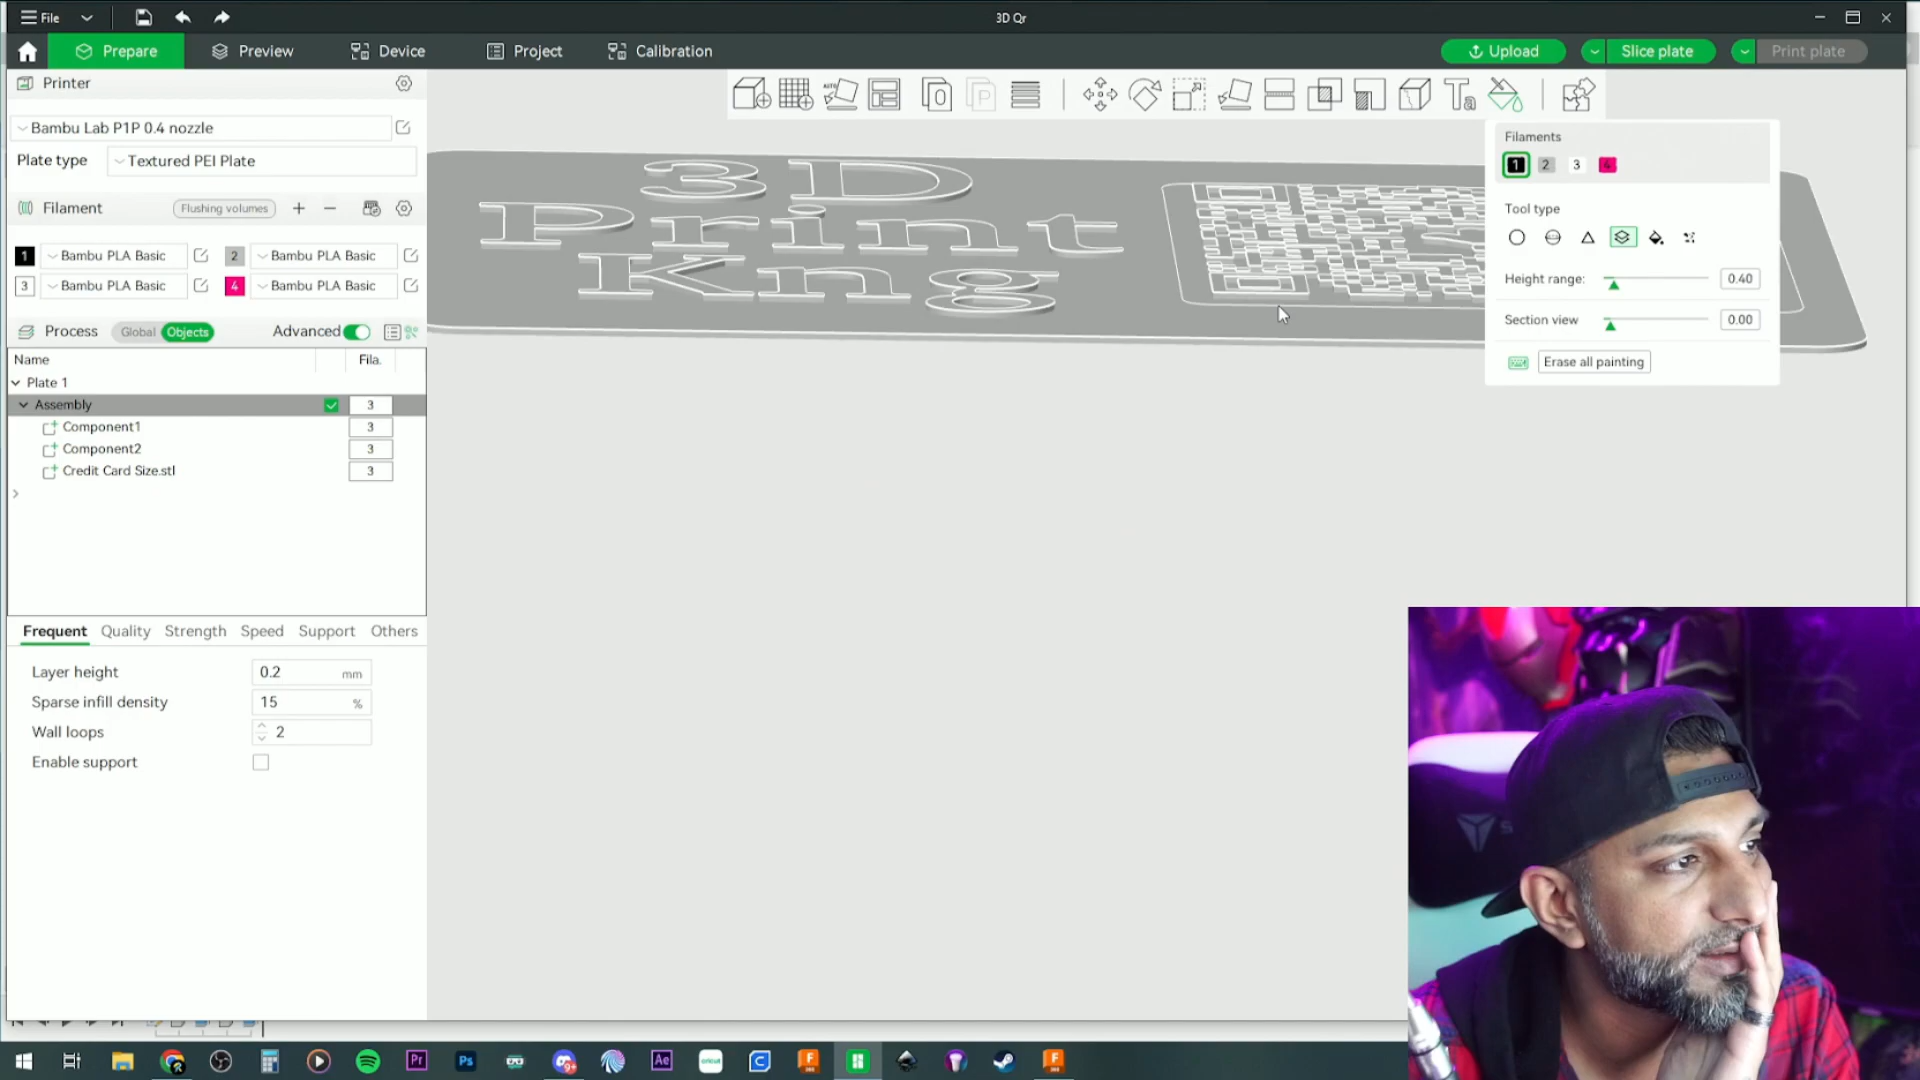 File
3D Qr
Prepare
Preview
Device
Project
Calibration
Upload
Slice plate
Print plate
Printer
Bambu Lab P1P 0.4 nozzle
Plate type
Textured PEI Plate
Filament
Flushing volumes
1 Bambu PLA Basic
2 Bambu PLA Basic
3 Bambu PLA Basic
4 Bambu PLA Basic
Process
Global
Objects
Advanced
Name
Fila.
Plate 1
Assembly 3
Component1 3
Component2 3
Credit Card Size.stl 3
Frequent
Quality
Strength
Speed
Support
Others
Layer height 0.2 mm
Sparse infill density 15 %
Wall loops 2
Enable support
3D
Print
Kng
Filaments
1 2 3 4
Tool type
Height range: 0.40
Section view 0.00
Erase all painting